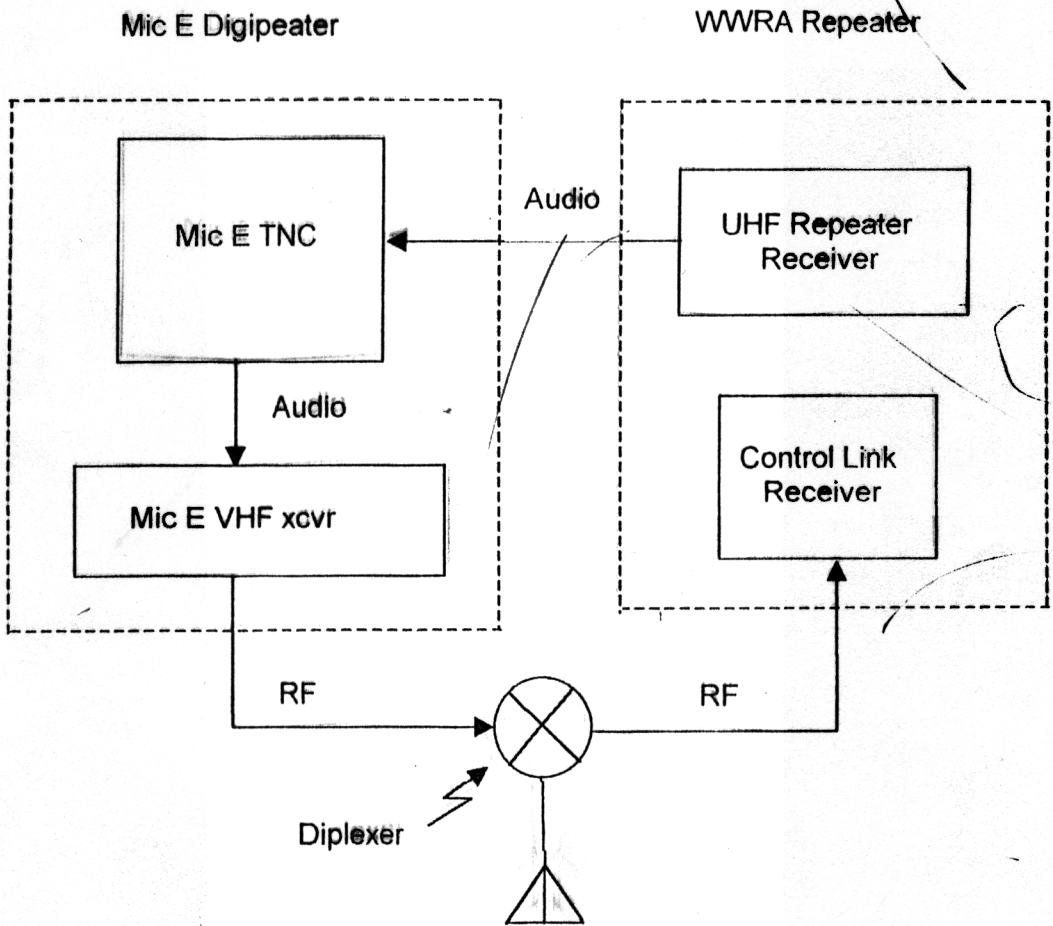 Mic E Digipeater
WWRA Repeater
Audio
Mic E TNC
UHF Repeater
Receiver
Audio
Control Link
Receiver
Mic E VHF xcvr
RF
RF
Diplexer